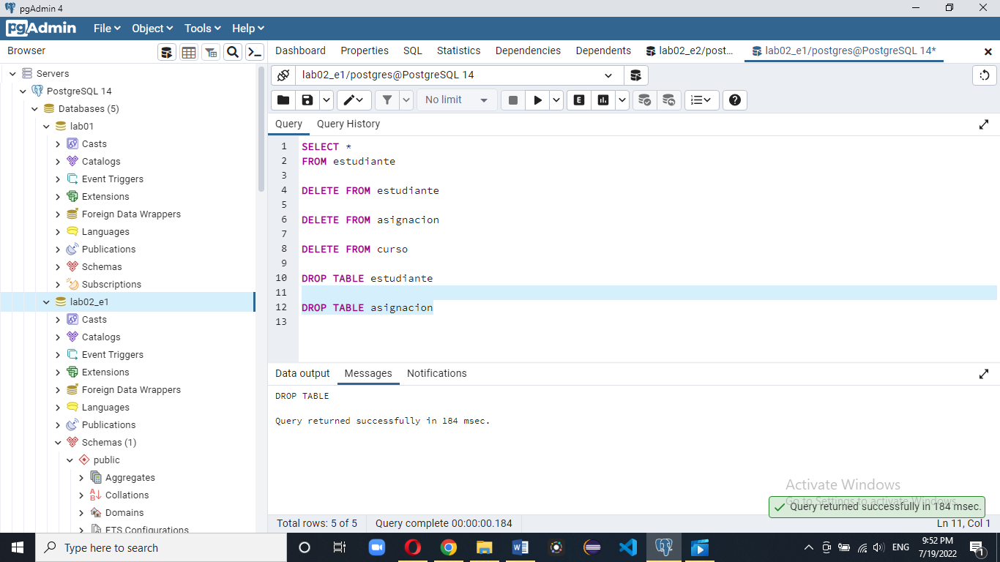 pgAdmin 4
pgAdmin File Object Tools Help
Browser
Dashboard Properties SQL Statistics Dependencies Dependents lab02_e2/post... lab02_e1/postgres@PostgreSQL 14*
Servers
PostgreSQL 14
Databases (5)
lab01
Casts
Catalogs
Event Triggers
Extensions
Foreign Data Wrappers
Languages
Publications
Schemas
Subscriptions
lab02_e1
Casts
Catalogs
Event Triggers
Extensions
Foreign Data Wrappers
Languages
Publications
Schemas (1)
public
Aggregates
Collations
Domains
FTS Configurations
lab02_e1/postgres@PostgreSQL 14
No limit
E
Query Query History
1 SELECT *
2 FROM estudiante
3
4 DELETE FROM estudiante
5
6 DELETE FROM asignacion
7
8 DELETE FROM curso
9
10 DROP TABLE estudiante
11
12 DROP TABLE asignacion
13
Data output Messages Notifications
DROP TABLE
Query returned successfully in 184 msec.
Activate Windows
Go to Settings to activate Windows.
Query returned successfully in 184 msec.
Total rows: 5 of 5 Query complete 00:00:00.184 Ln 11, Col 1
Type here to search
ENG
9:52 PM
7/19/2022
1